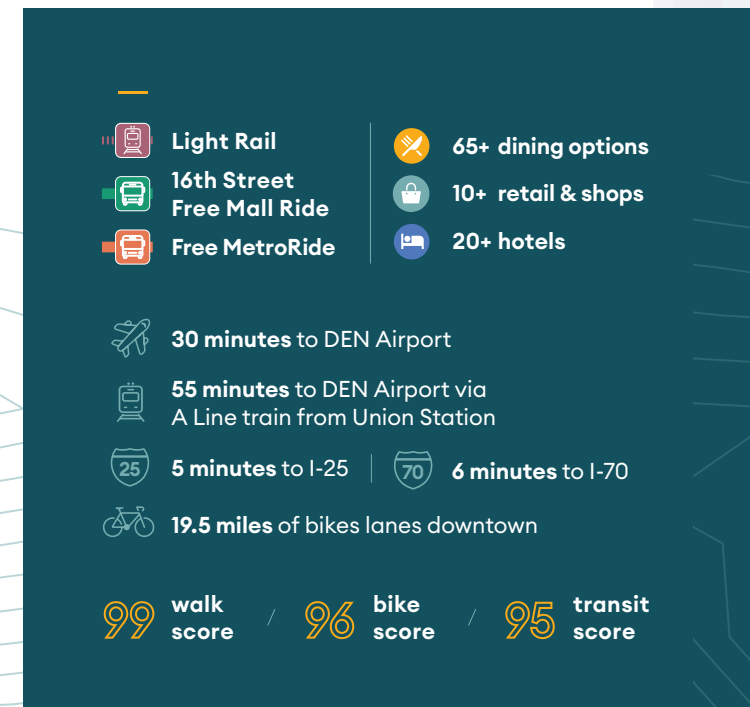 Light Rail
16th Street
Free Mall Ride
Free MetroRide
65+ dining options
10+ retail & shops
20+ hotels
30 minutes to DEN Airport
55 minutes to DEN Airport via
A Line train from Union Station
25
5 minutes to I-25
70
6 minutes to I-70
19.5 miles of bikes lanes downtown
99 walk
score
/
96 bike
score
/
95 transit
score